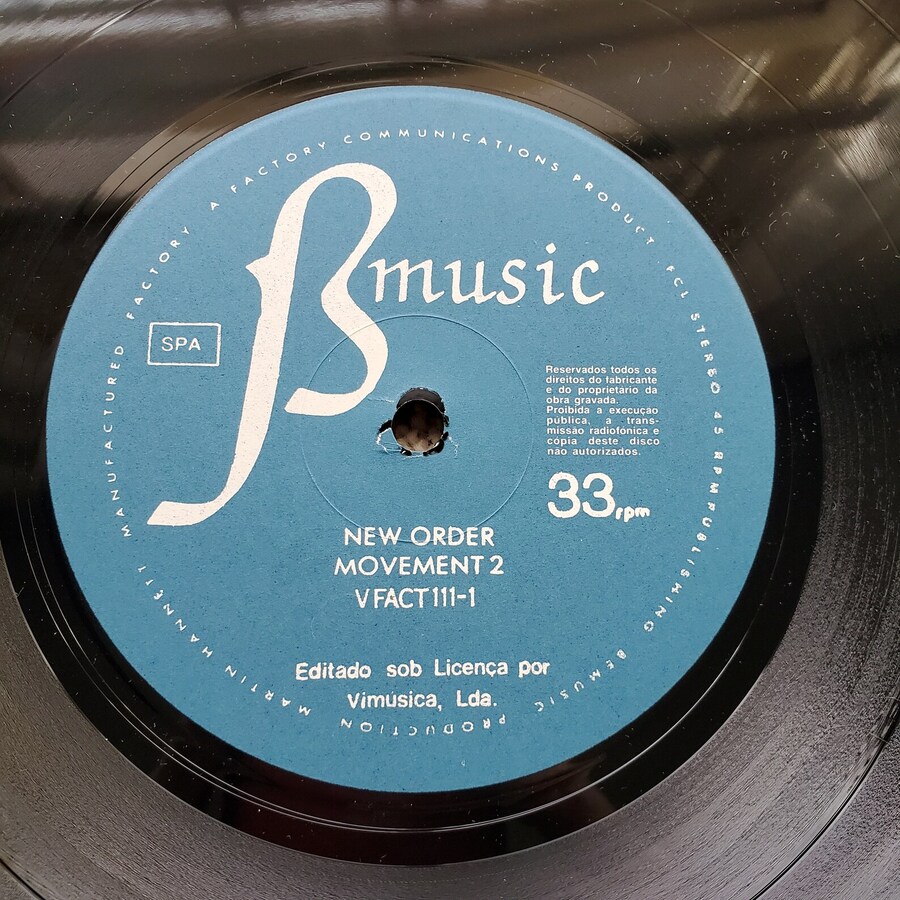 MANUFACTURED FACTORY A FACTORY COMMUNICATIONS PRODUCT FCL STEREO 45 RPM PUBLISHING BEMUSIC PRODUCTION MARTIN HANNETT
ßmusic
SPA
Reservados todos os
direitos do fabricante
e do proprietario da
obra gravada.
Proibida a execução
pública, a trans-
missão radiofónica e
cópia deste disco
não autorizados.
33rpm
NEW ORDER
MOVEMENT 2
VFACT111-1
Editado sob Licença por
Vimúsica, Lda.